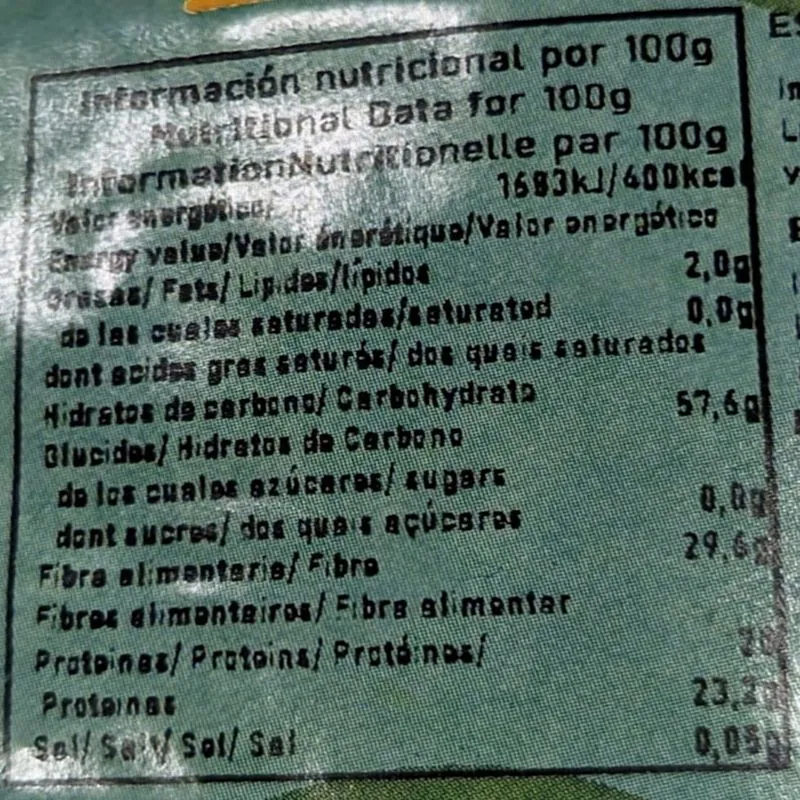 Información nutricional por 100g
Nutritional Data for 100g
InformationNutritionelle par 100g
1693kJ/400kcal
Valor energético/
Energy value/Valor énerétique/Valor energético
Grasas/ Fats/ Lipides/lípidos 2,0g
de las cuales saturadas/saturated 0,0g
dont acides gras saturés/ dos quais saturados
Hidratos de carbono/ Carbohydrate 57,6g
Glucides/ Hidratos de Carbono
de los cuales azúcares/ sugars
dont sucres/ dos quais açúcares 0,0g
Fibra alimentaria/ Fibre 29,6g
Fibres alimentairos/ Fibra alimentar
Proteinas/ Proteins/ Protéines/
Proteínas 23,2
Sal/ Salt/ Sel/ Sal 0,05g